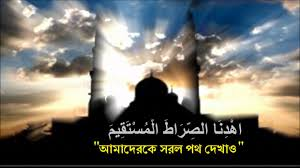 اهْدِنَا الصِّرَاطَ الْمُسْتَقِيمَ
"আমাদেরকে সরল পথ দেখাও"